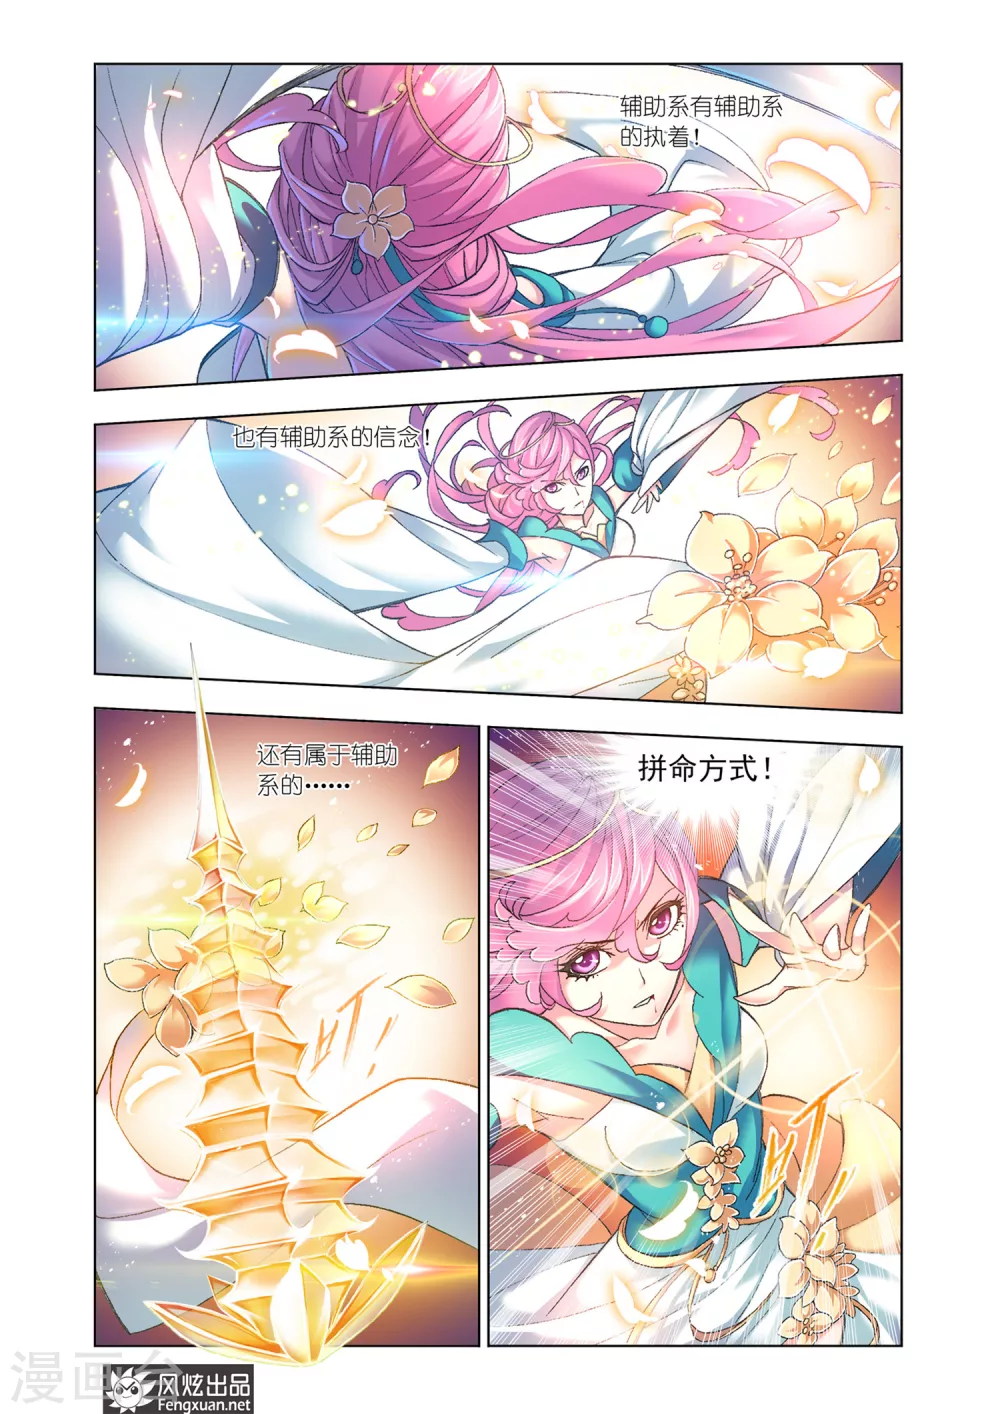 辅助系有辅助系
的执着！
也有辅助系的信念！
还有属于辅助
系的……
拼命方式！
叮！
叮！
漫画台
风炫出品
Fengxuan.net